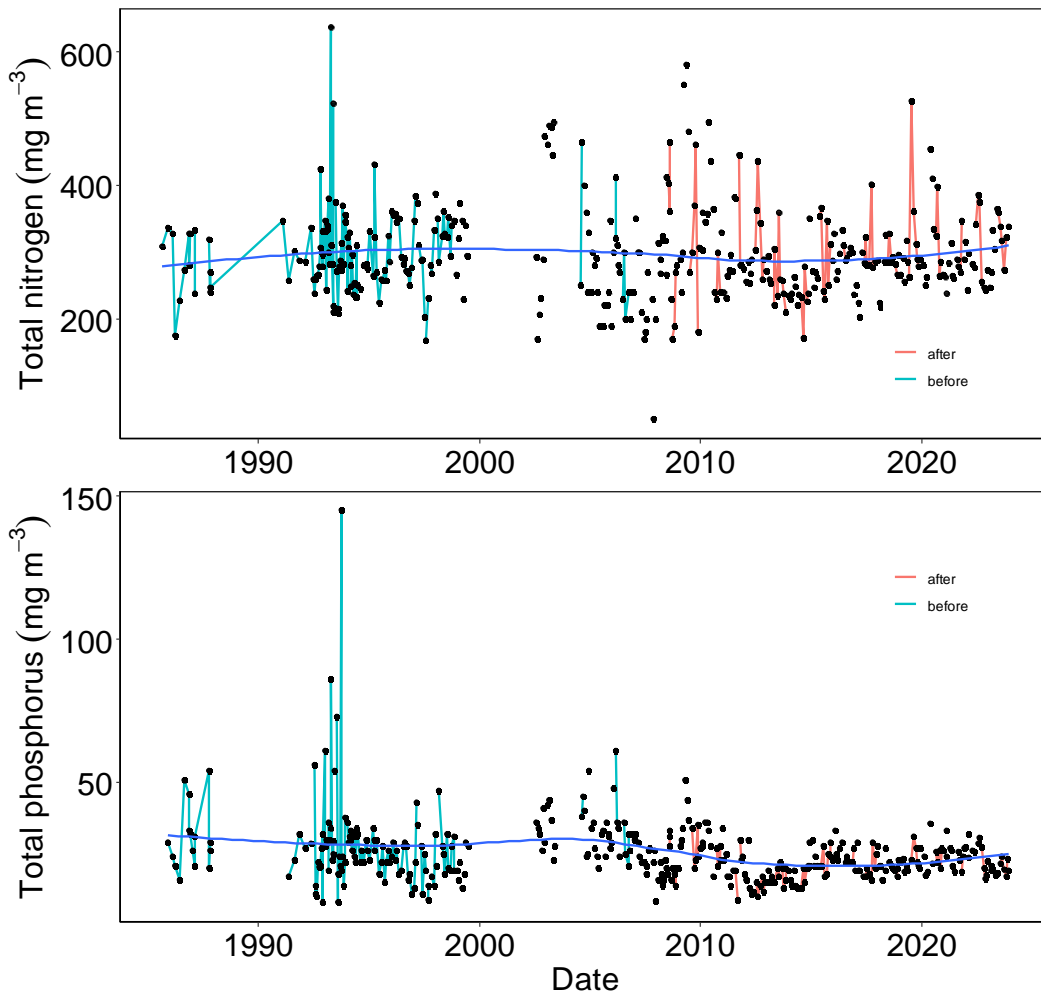 Total nitrogen (mg m⁻³)
600
400
200
after
before
1990
2000
2010
2020
Total phosphorus (mg m⁻³)
150
100
50
after
before
1990
2000
2010
2020
Date